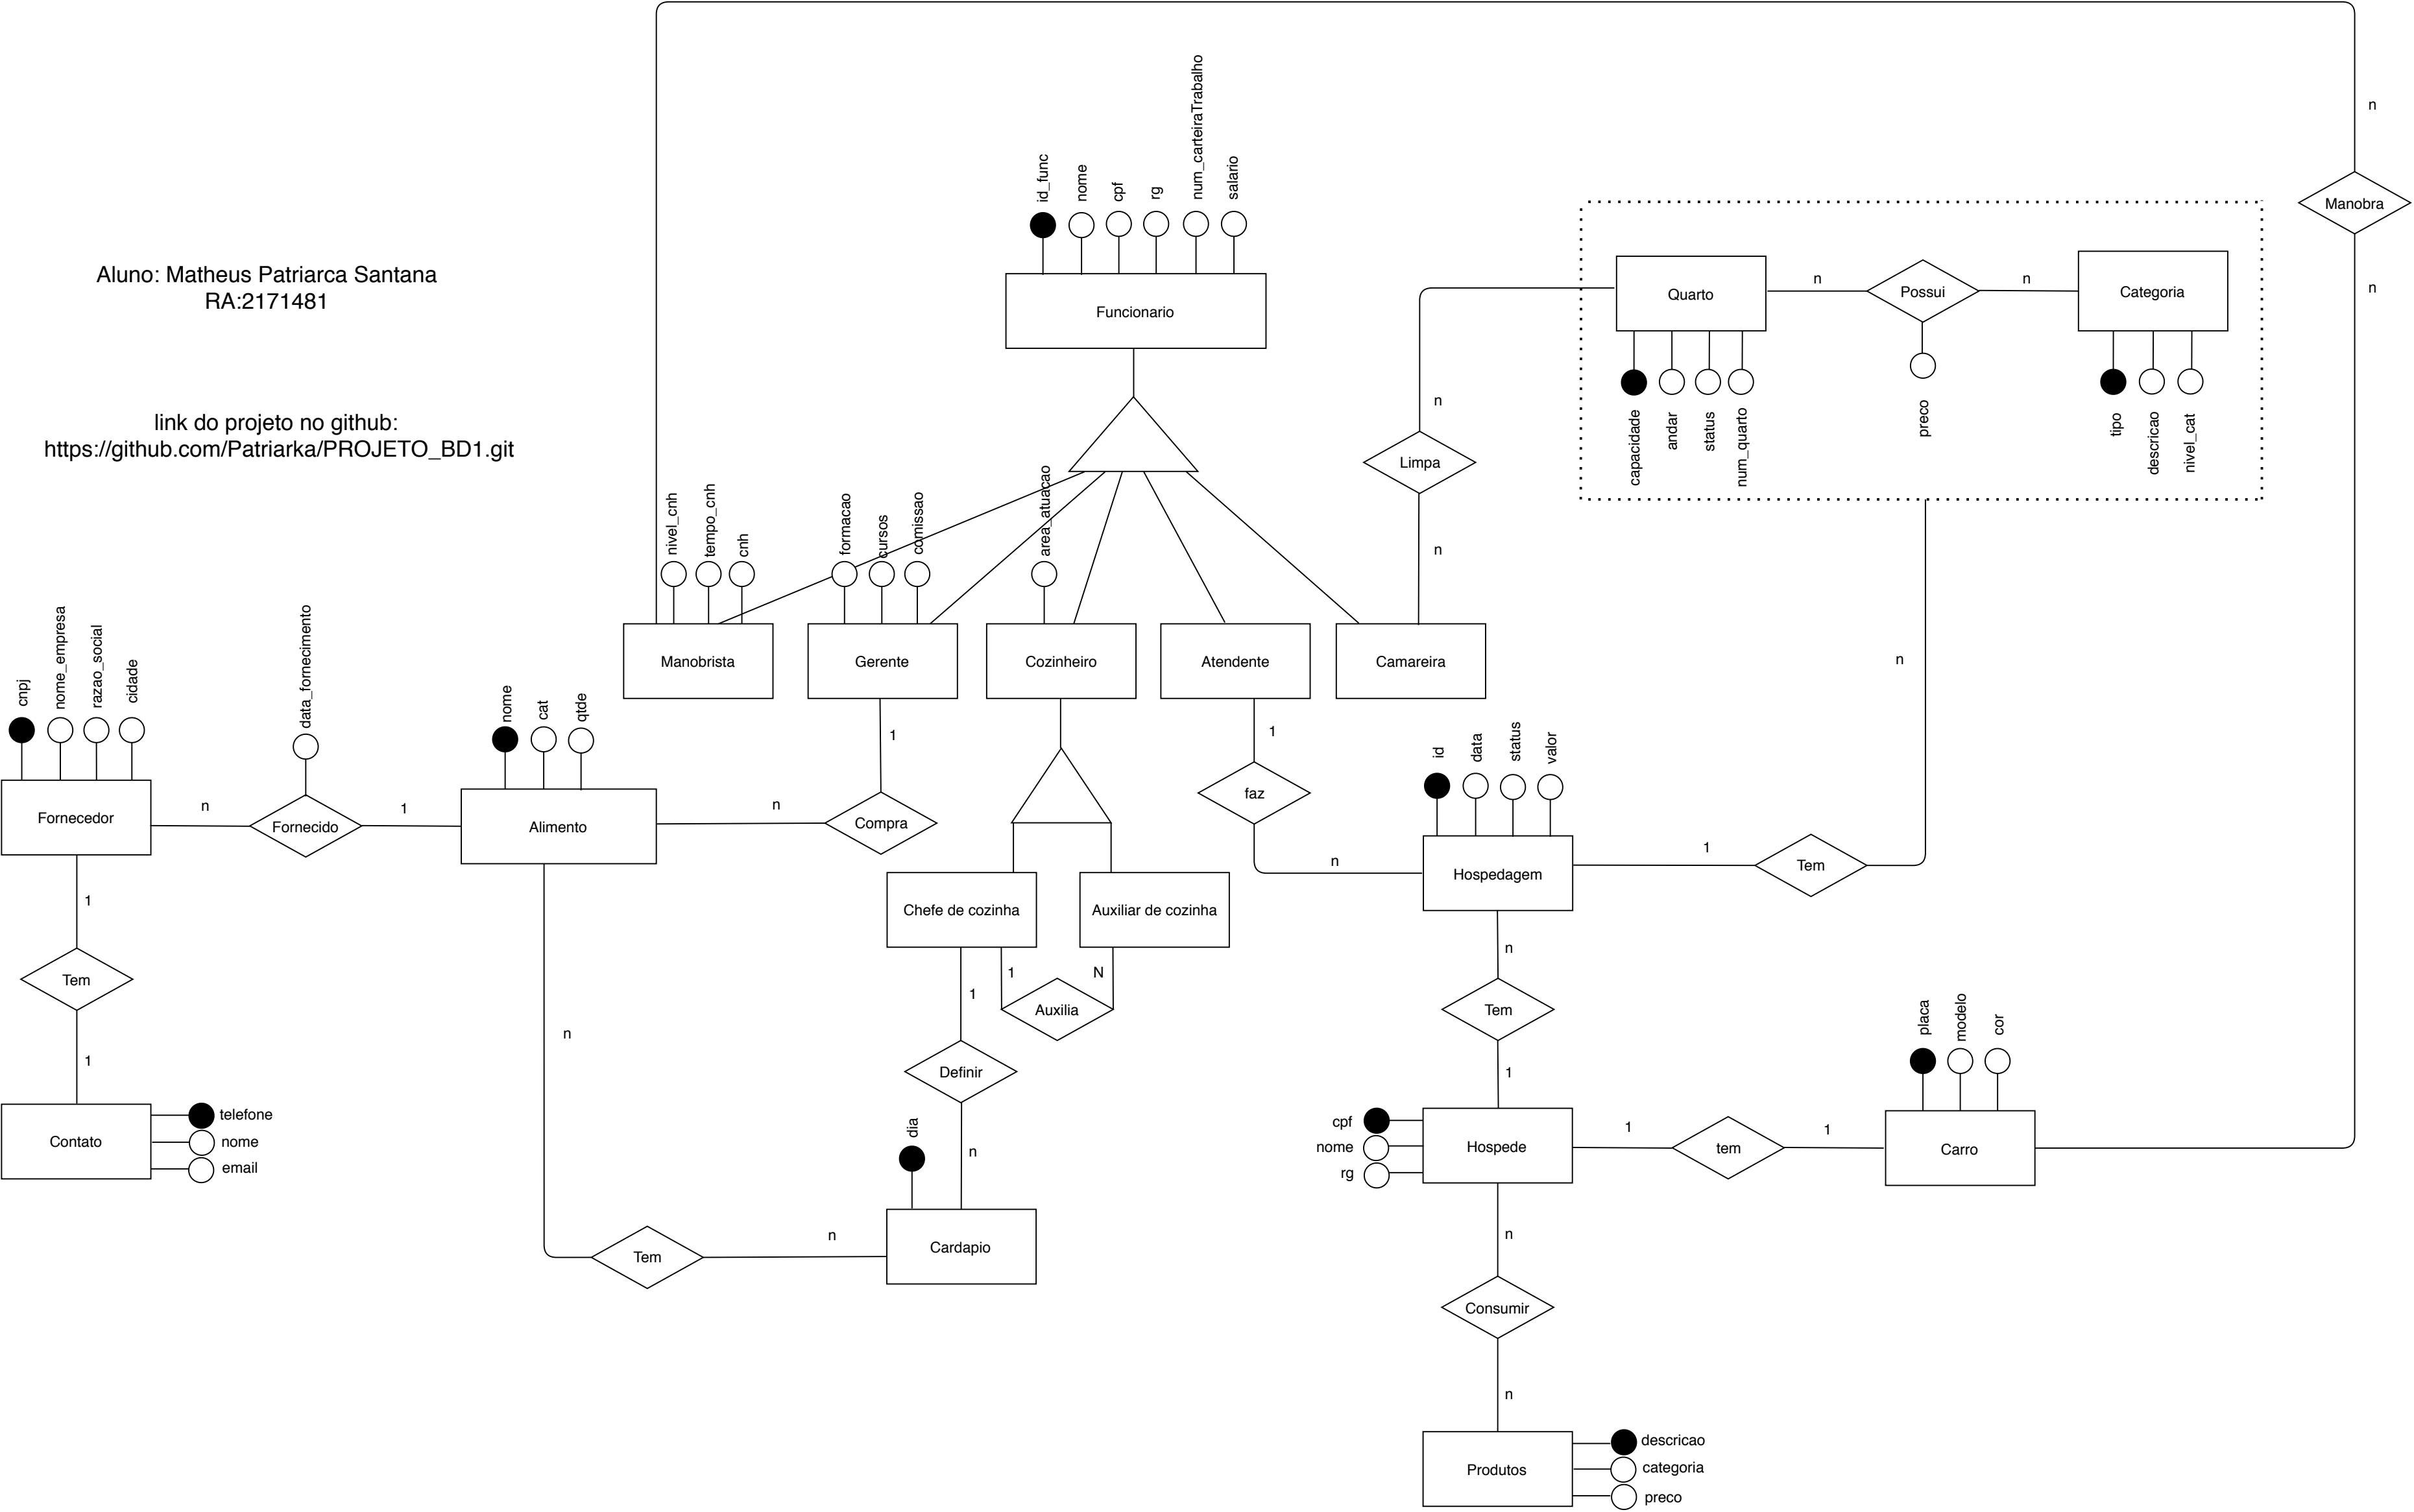 n
id_func
nome
cpf
rg
num_carteiraTrabalho
salario
Manobra
Aluno: Matheus Patriarca Santana
RA:2171481
Funcionario
Quarto
n
Possui
n
Categoria
n
capacidade
andar
status
num_quarto
preco
tipo
descricao
nivel_cat
link do projeto no github:
https://github.com/Patriarka/PROJETO_BD1.git
n
Limpa
n
nivel_cnh
tempo_cnh
cnh
formacao
cursos
comissao
area_atuacao
Manobrista
Gerente
Cozinheiro
Atendente
Camareira
n
cnpj
nome_empresa
razao_social
cidade
data_fornecimento
nome
cat
qtde
1
1
id
data
status
valor
Fornecedor
n
Fornecido
1
Alimento
n
Compra
faz
n
Hospedagem
1
Tem
1
Chefe de cozinha
Auxiliar de cozinha
n
Tem
1
1
N
Auxilia
n
Tem
n
placa
modelo
cor
1
Definir
1
telefone
Contato
nome
email
dia
n
cpf
nome
rg
Hospede
1
tem
1
Carro
Tem
n
Cardapio
n
Consumir
n
descricao
Produtos
categoria
preco